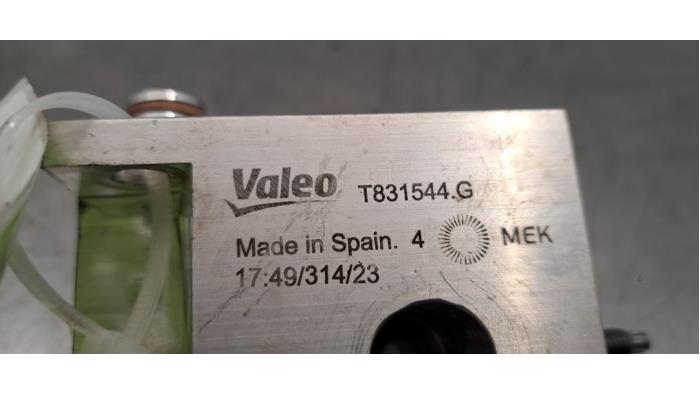 Valeo T831544.G
Made in Spain. 4 MEK
17:49/314/23